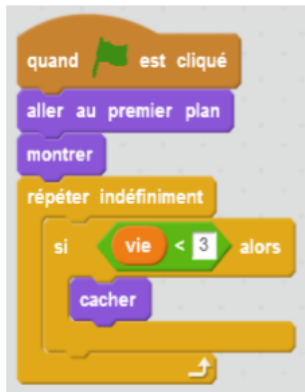 quand est cliqué
aller au premier plan
montrer
répéter indéfiniment
si vie < 3 alors
cacher